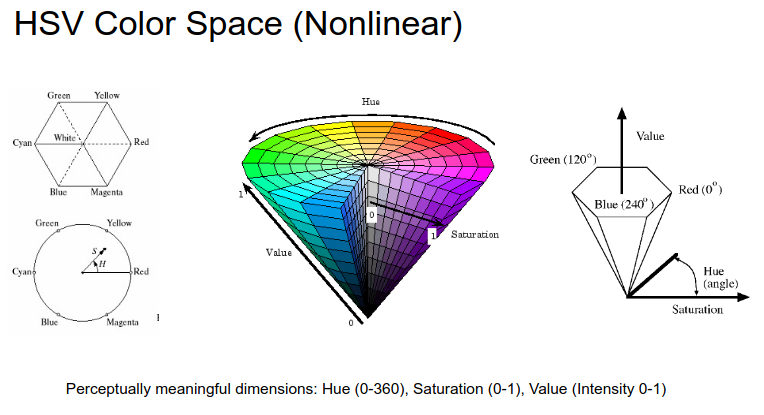 HSV Color Space (Nonlinear)
Green Yellow
Cyan White Red
Blue Magenta
Green Yellow
S
H
Cyan Red
Blue Magenta
Hue
1
0
1 Saturation
Value
0
Value
Green (120°)
Red (0°)
Blue (240°)
Hue
(angle)
Saturation
Perceptually meaningful dimensions: Hue (0-360), Saturation (0-1), Value (Intensity 0-1)